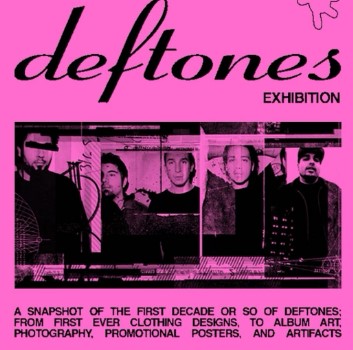 deftones
EXHIBITION
A SNAPSHOT OF THE FIRST DECADE OR SO OF DEFTONES;
FROM FIRST EVER CLOTHING DESIGNS, TO ALBUM ART,
PHOTOGRAPHY, PROMOTIONAL POSTERS, AND ARTIFACTS